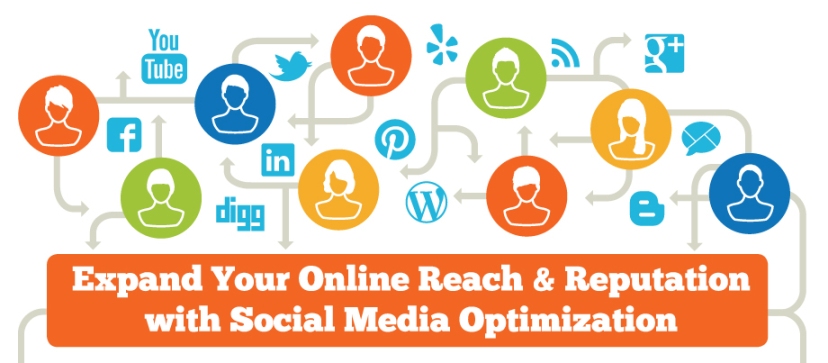 You
Tube
f
in
digg
g+
B
W
Expand Your Online Reach & Reputation
with Social Media Optimization